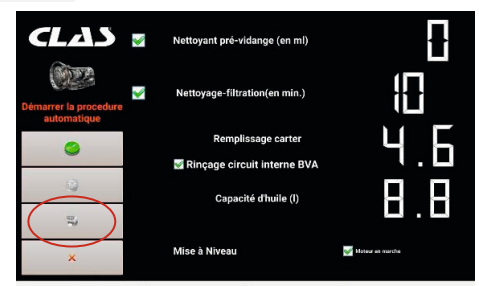 CLAS
Nettoyant pré-vidange (en ml)
0
Nettoyage-filtration(en min.)
10
Démarrer la procedure
automatique
Remplissage carter
4.6
Rinçage circuit interne BVA
Capacité d'huile (l)
8.8
Mise à Niveau
Moteur en marche